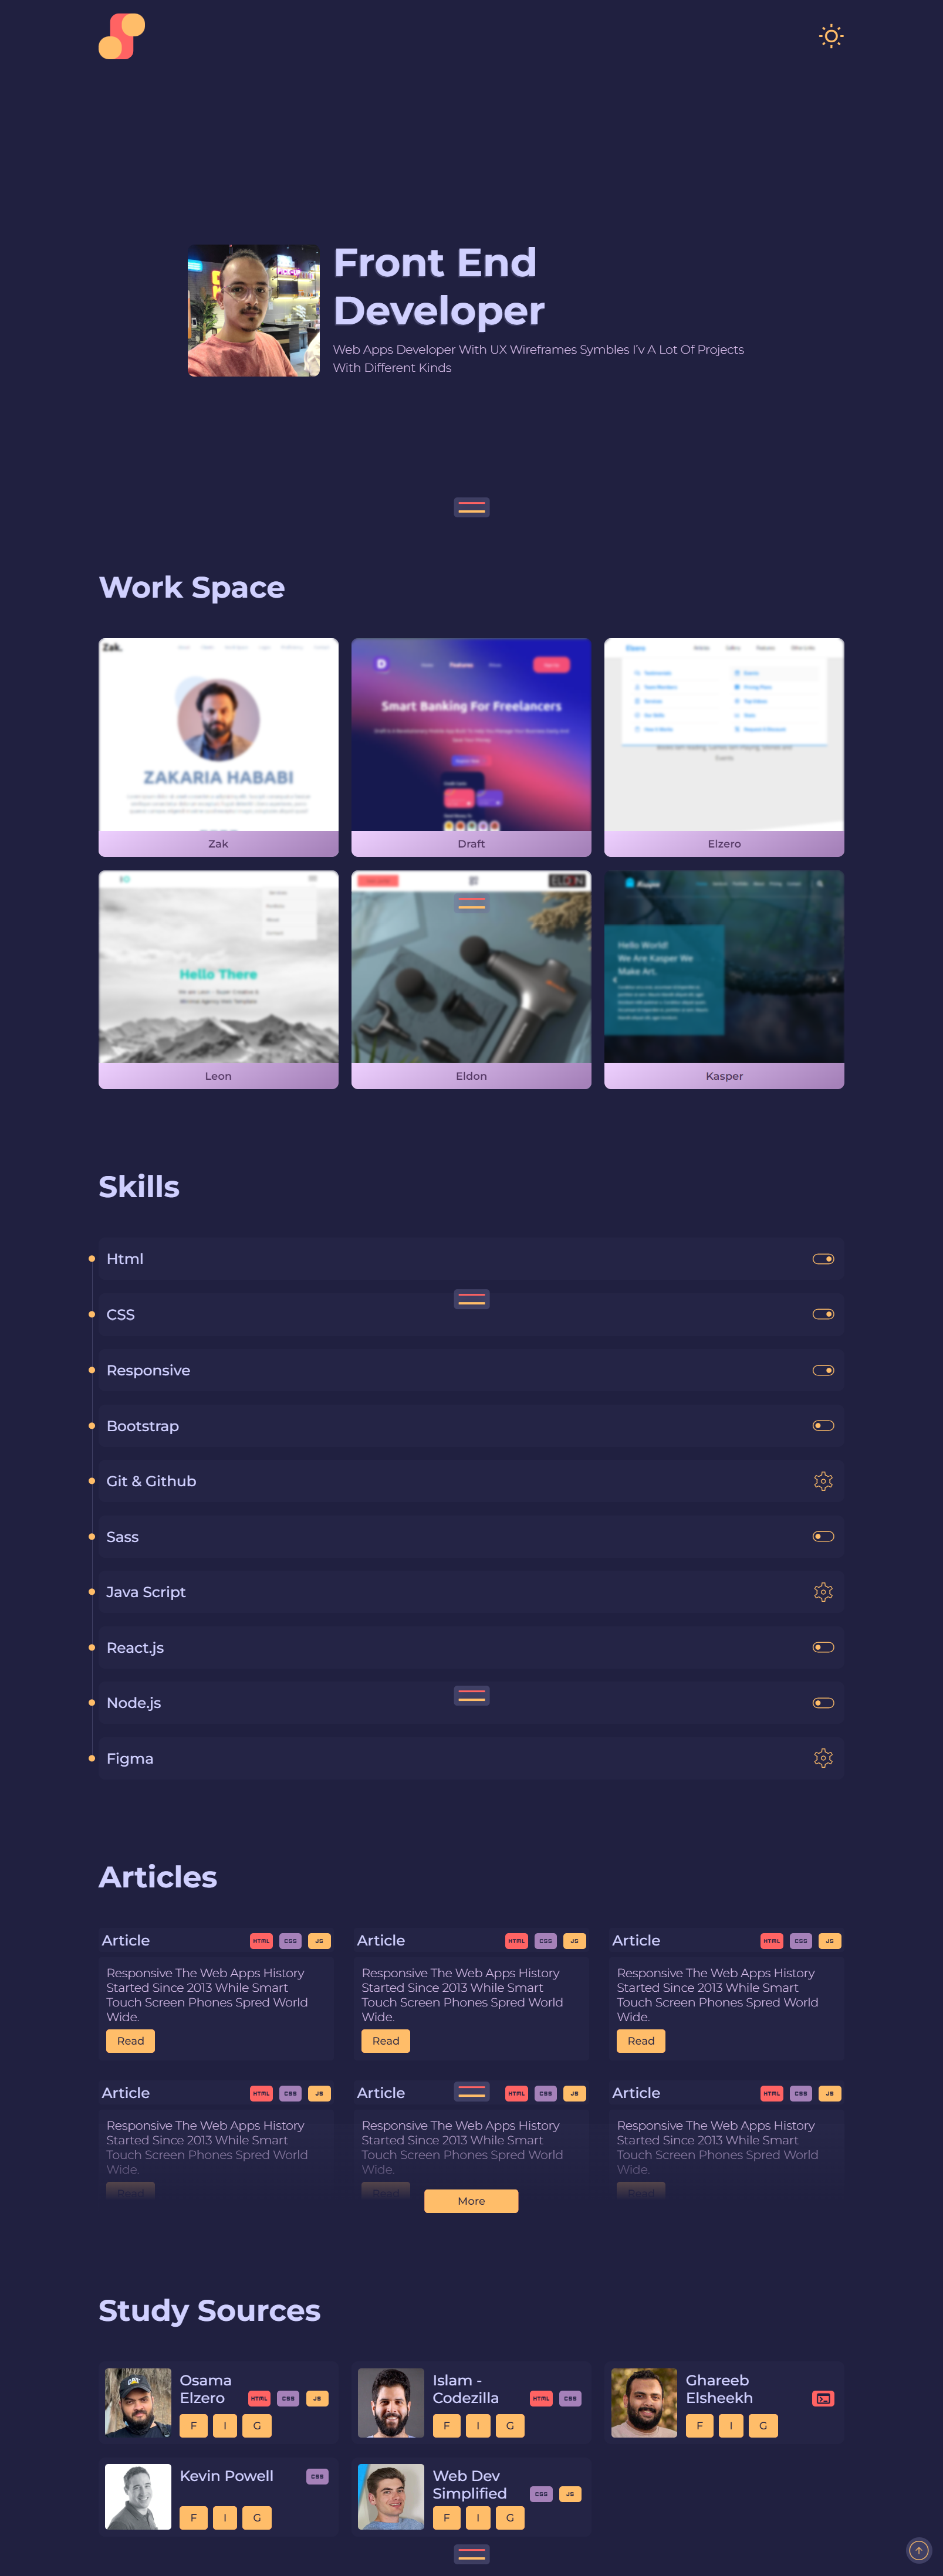 Front End
Developer
Web Apps Developer With UX Wireframes Symbles I'v A Lot Of Projects
With Different Kinds
Work Space
Zak.
ZAKARIA HABABI
Zak
D
Smart Banking For Freelancers
Draft
Elzero
Elzero
Hello There
Leon
ELDON
Eldon
Kasper
Hello World!
We Are Kasper We
Make Art.
Kasper
Skills
Html
CSS
Responsive
Bootstrap
Git & Github
Sass
Java Script
React.js
Node.js
Figma
Articles
Article HTML CSS JS
Responsive The Web Apps History
Started Since 2013 While Smart
Touch Screen Phones Spred World
Wide.
Read
Article HTML CSS JS
Responsive The Web Apps History
Started Since 2013 While Smart
Touch Screen Phones Spred World
Wide.
Read
Article HTML CSS JS
Responsive The Web Apps History
Started Since 2013 While Smart
Touch Screen Phones Spred World
Wide.
Read
Article HTML CSS JS
Responsive The Web Apps History
Started Since 2013 While Smart
Touch Screen Phones Spred World
Wide.
Read
Article HTML CSS JS
Responsive The Web Apps History
Started Since 2013 While Smart
Touch Screen Phones Spred World
Wide.
Read
Article HTML CSS JS
Responsive The Web Apps History
Started Since 2013 While Smart
Touch Screen Phones Spred World
Wide.
Read
More
Study Sources
Osama
Elzero HTML CSS JS
F I G
Islam -
Codezilla HTML CSS
F I G
Ghareeb
Elsheekh
F I G
Kevin Powell CSS
F I G
Web Dev
Simplified CSS JS
F I G